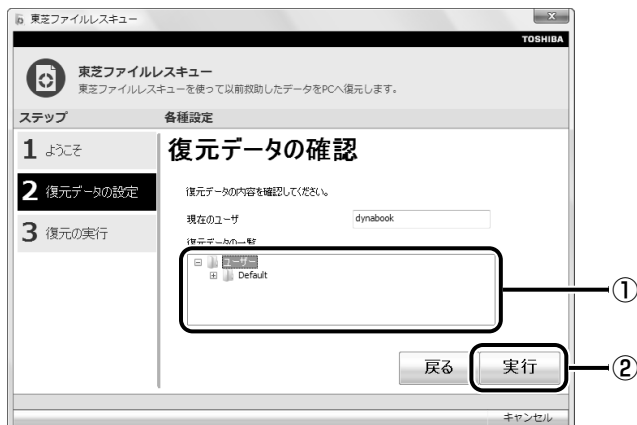 東芝ファイルレスキュー
TOSHIBA
東芝ファイルレスキュー
東芝ファイルレスキューを使って以前救助したデータをPCへ復元します。
ステップ
各種設定
1 ようこそ
2 復元データの設定
3 復元の実行
復元データの確認
復元データの内容を確認してください。
現在のユーザ
dynabook
復元データの一覧
ユーザー
Default
①
戻る
実行
②
キャンセル